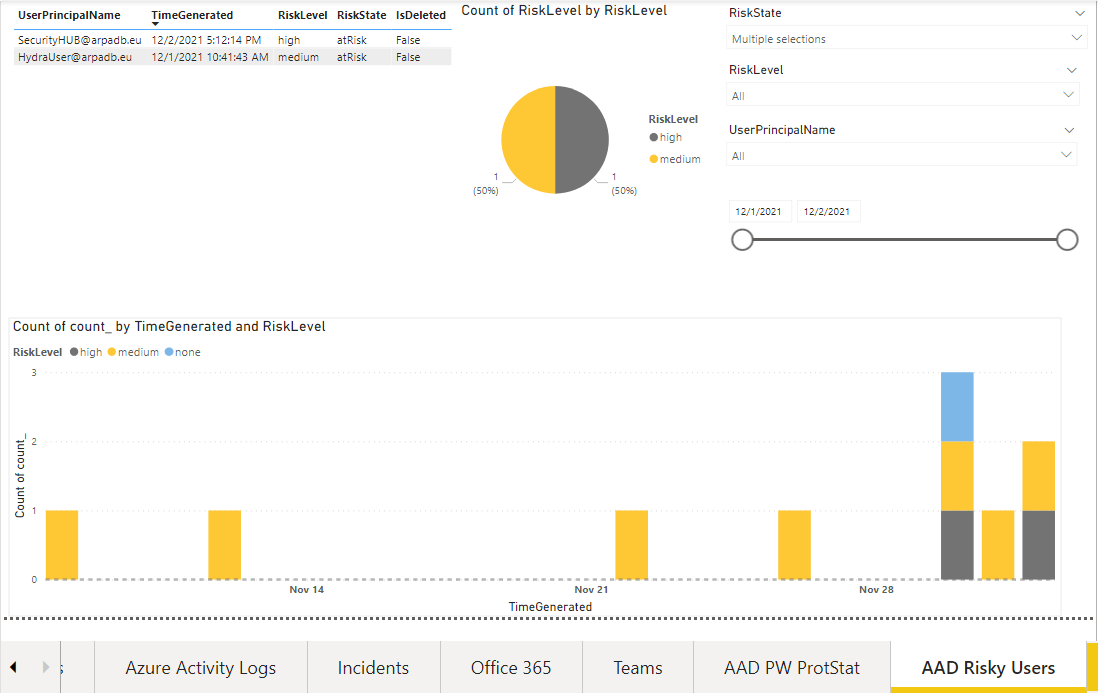 UserPrincipalName TimeGenerated RiskLevel RiskState IsDeleted
SecurityHUB@arpadb.eu 12/2/2021 5:12:14 PM high atRisk False
HydraUser@arpadb.eu 12/1/2021 10:41:43 AM medium atRisk False
Count of RiskLevel by RiskLevel
1
(50%)
1
(50%)
RiskLevel
high
medium
RiskState
Multiple selections
RiskLevel
All
UserPrincipalName
All
12/1/2021 12/2/2021
Count of count_ by TimeGenerated and RiskLevel
RiskLevel high medium none
3
2
1
0
Count of count_
Nov 14 Nov 21 Nov 28
TimeGenerated
Azure Activity Logs Incidents Office 365 Teams AAD PW ProtStat AAD Risky Users